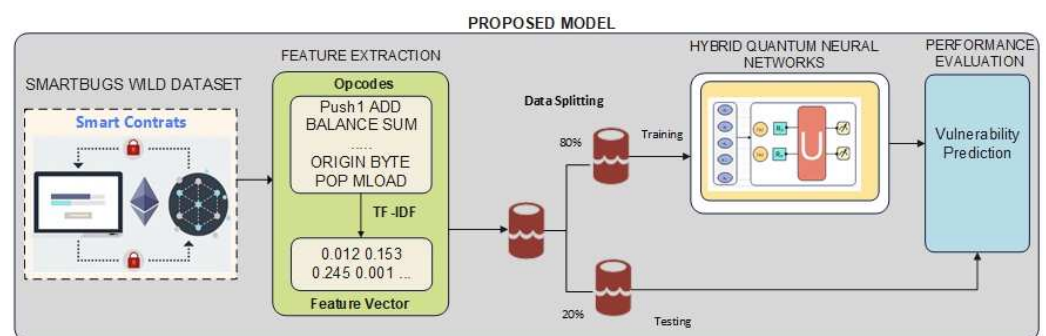 PROPOSED MODEL
SMARTBUGS WILD DATASET
Smart Contrats
FEATURE EXTRACTION
Opcodes
Push1 ADD
BALANCE SUM
.....
ORIGIN BYTE
POP MLOAD
TF-IDF
0.012 0.153
0.245 0.001 ...
Feature Vector
Data Splitting
80%
Training
20%
Testing
HYBRID QUANTUM NEURAL
NETWORKS
U
PERFORMANCE
EVALUATION
Vulnerability
Prediction